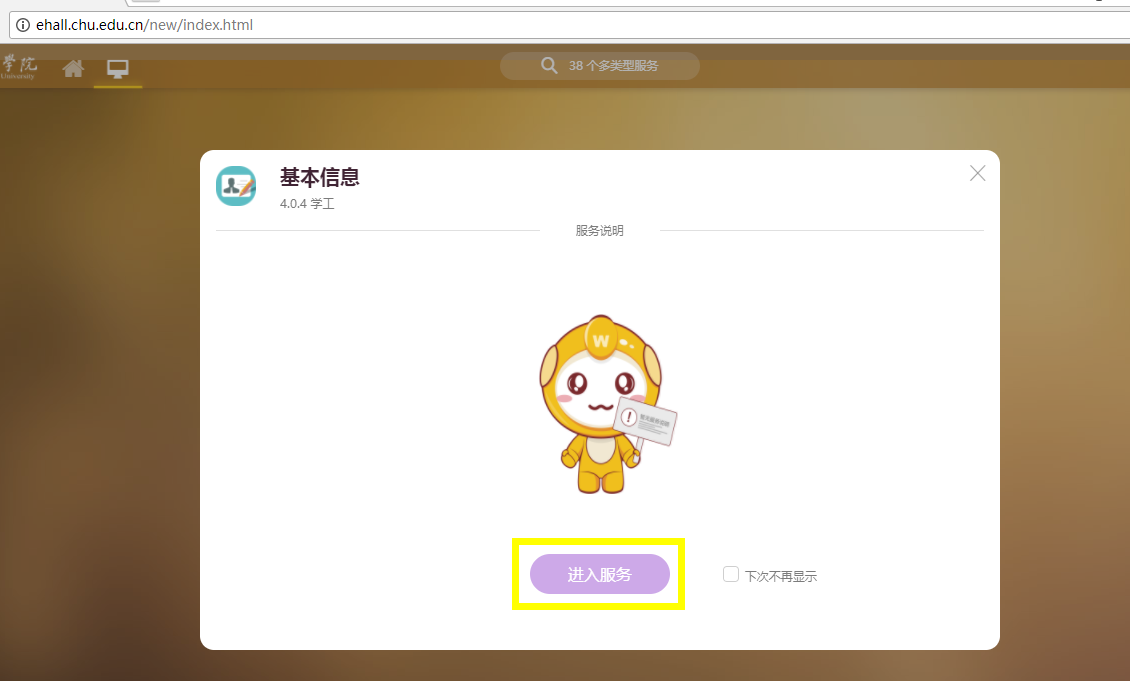 ehall.chu.edu.cn/new/index.html
学院
University
38 个多类型服务
基本信息
4.0.4 学工
服务说明
W
!
进入服务
下次不再显示